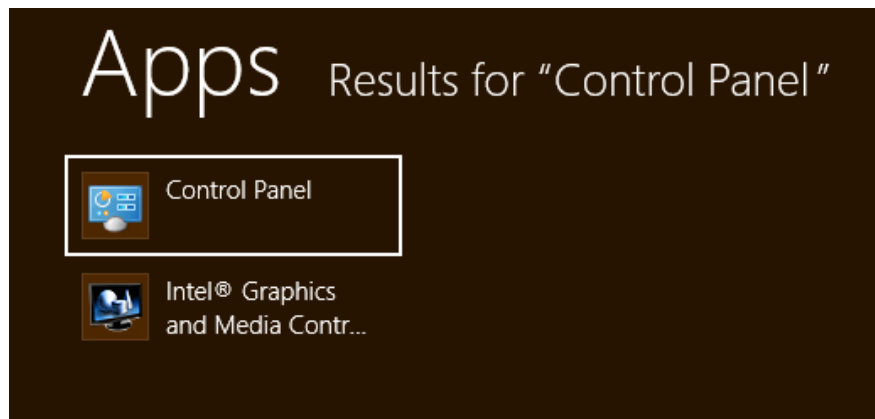 Apps Results for “Control Panel”
Control Panel
Intel® Graphics
and Media Contr...